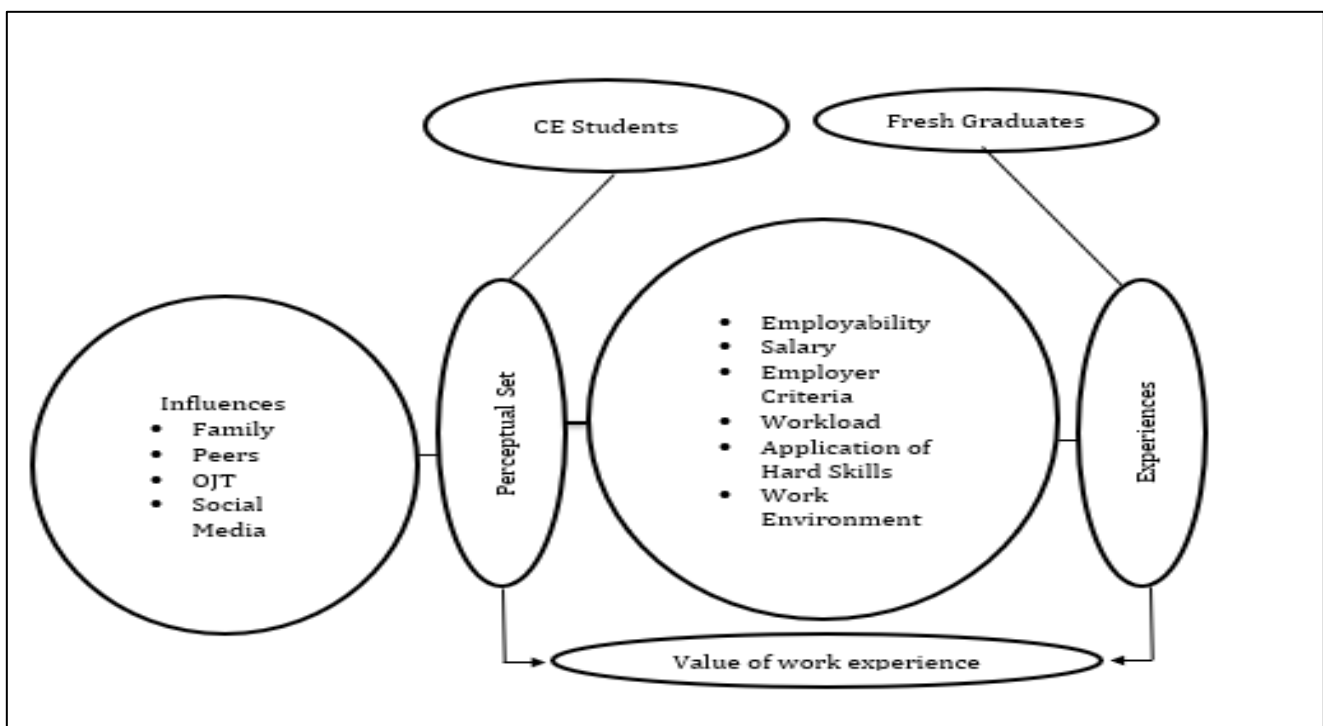 CE Students
Fresh Graduates
Influences
• Family
• Peers
• OJT
• Social
Media
Perceptual Set
• Employability
• Salary
• Employer
Criteria
• Workload
• Application of
Hard Skills
• Work
Environment
Experiences
Value of work experience